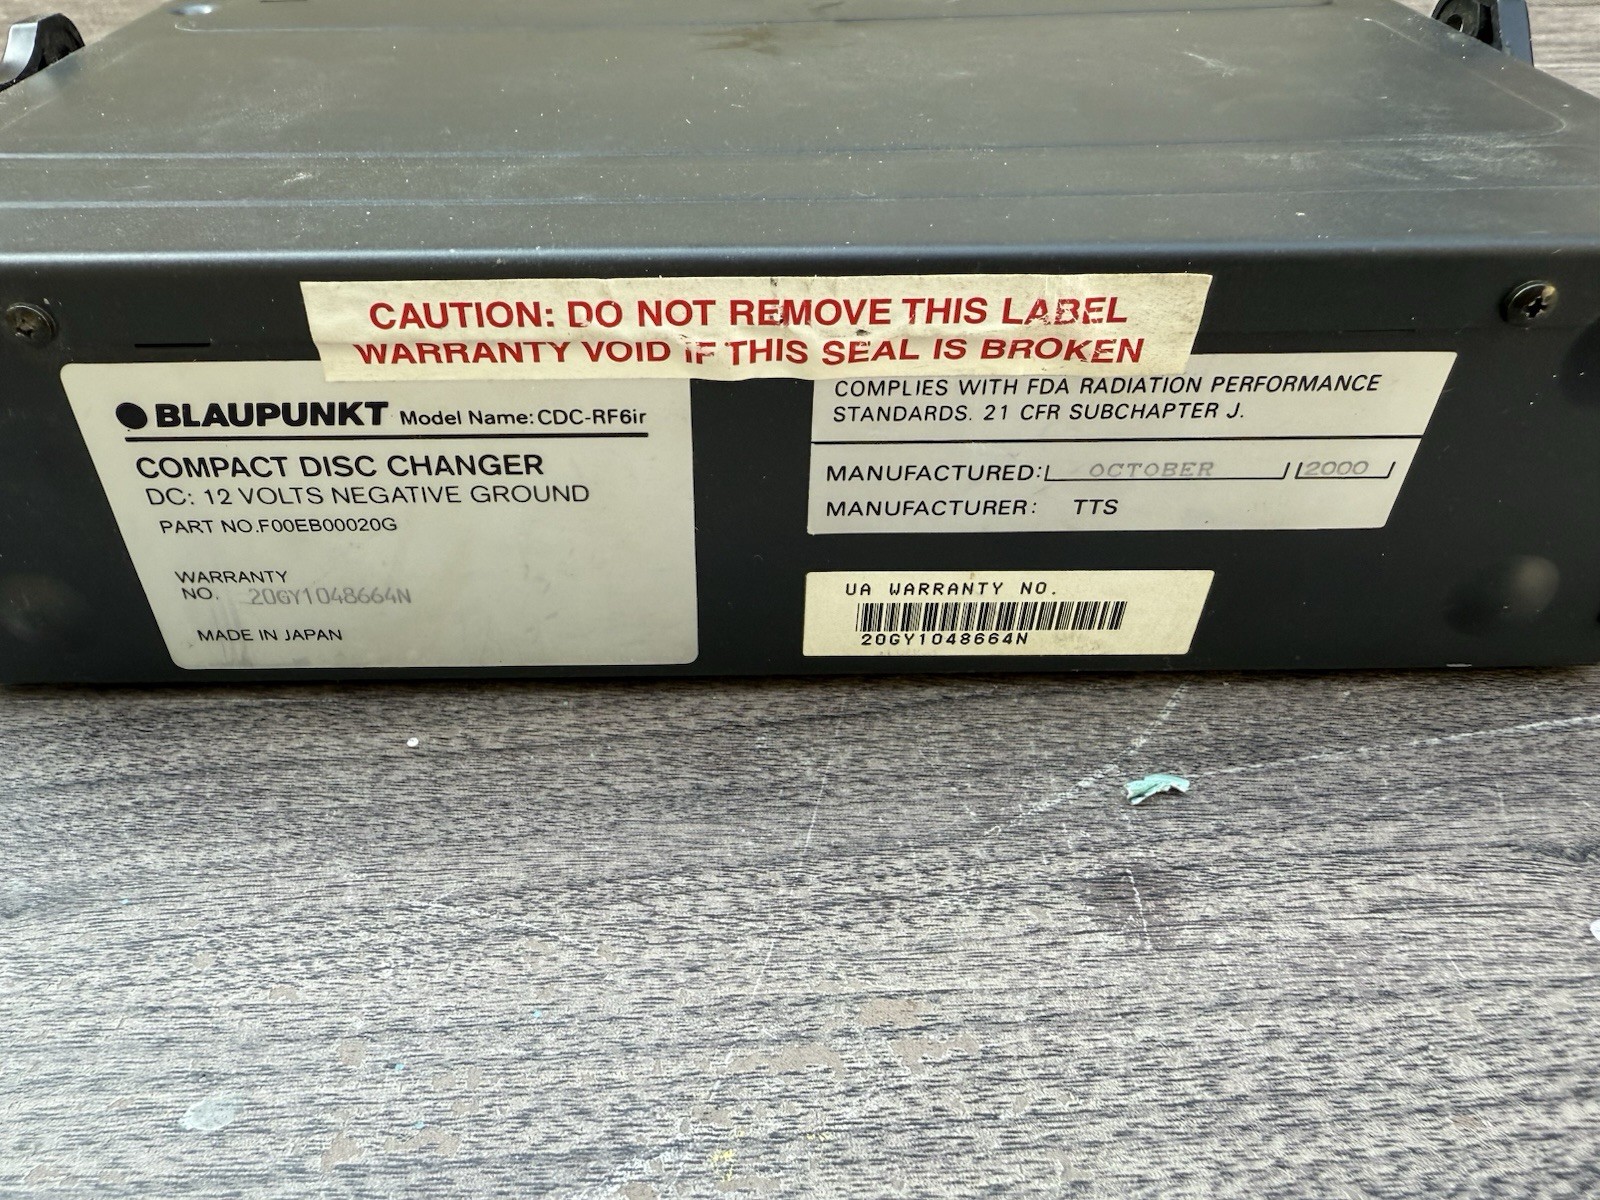 CAUTION: DO NOT REMOVE THIS LABEL
WARRANTY VOID IF THIS SEAL IS BROKEN
BLAUPUNKT Model Name: CDC-RF6ir
COMPACT DISC CHANGER
DC: 12 VOLTS NEGATIVE GROUND
PART NO.F00EB00020G
WARRANTY
NO. 20GY1048664N
MADE IN JAPAN
COMPLIES WITH FDA RADIATION PERFORMANCE
STANDARDS. 21 CFR SUBCHAPTER J.
MANUFACTURED: OCTOBER 2000
MANUFACTURER: TTS
UA WARRANTY NO.
20GY1048664N